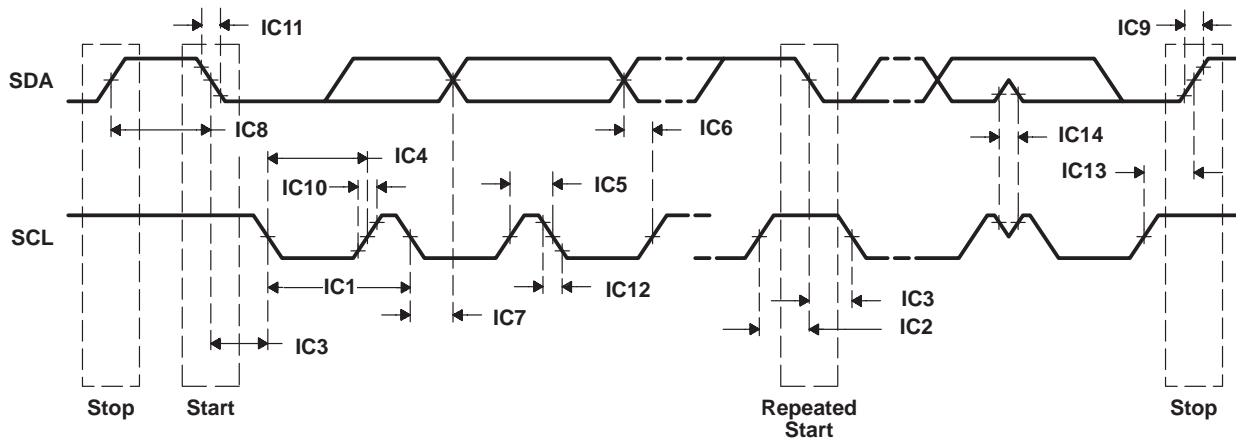 IC11
IC9
SDA
IC8
IC6
IC4
IC14
IC10
IC5
IC13
SCL
IC1
IC12
IC7
IC3
IC3
IC2
Stop
Start
Repeated
Start
Stop